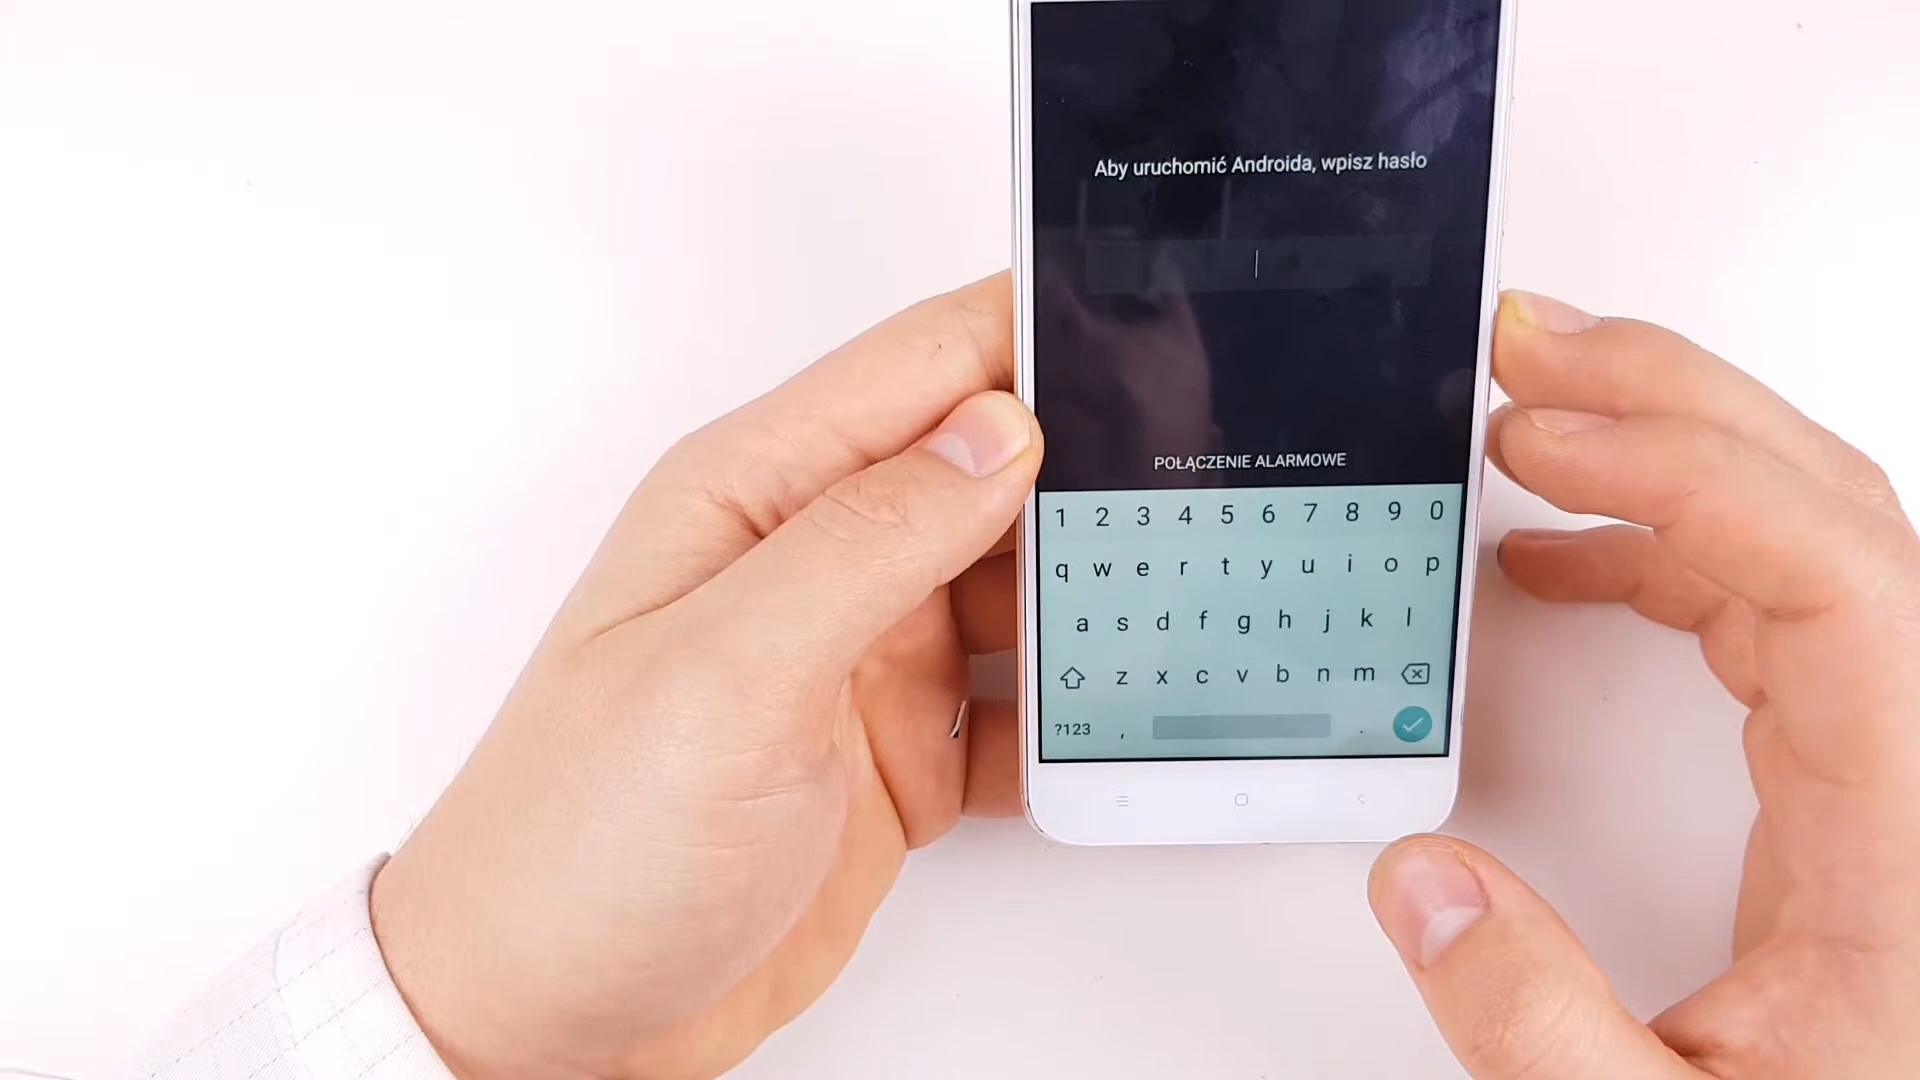 Aby uruchomić Androida, wpisz hasło
POŁĄCZENIE ALARMOWE
1 2 3 4 5 6 7 8 9 0
q w e r t y u i o p
a s d f g h j k l
z x c v b n m
?123 , .